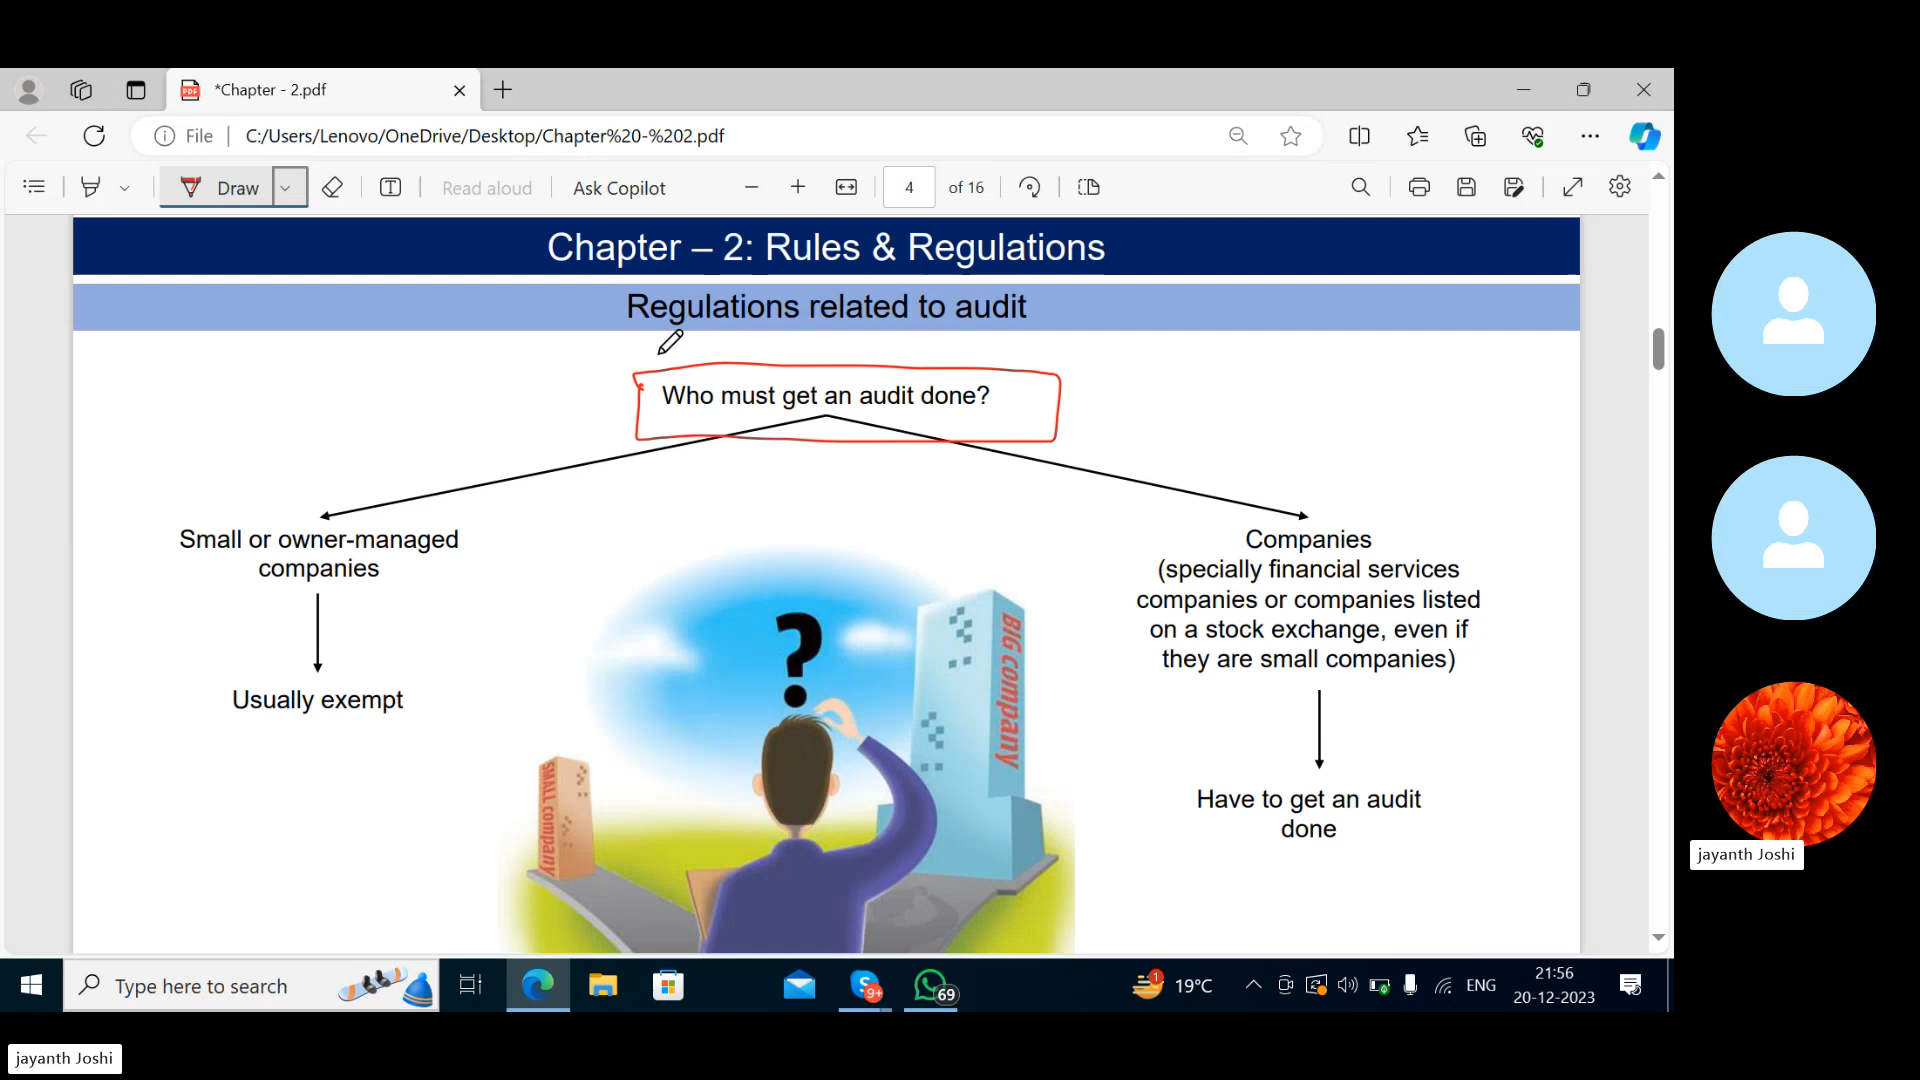 *Chapter - 2.pdf
File
C:/Users/Lenovo/OneDrive/Desktop/Chapter%20-%202.pdf
Draw
Read aloud
Ask Copilot
4
of 16
Chapter – 2: Rules & Regulations
Regulations related to audit
Who must get an audit done?
Small or owner-managed
companies
Usually exempt
Companies
(specially financial services
companies or companies listed
on a stock exchange, even if
they are small companies)
Have to get an audit
done
?
BIG company
SMALL company
jayanth Joshi
Type here to search
9+
69
1
19°C
ENG
21:56
20-12-2023
jayanth Joshi